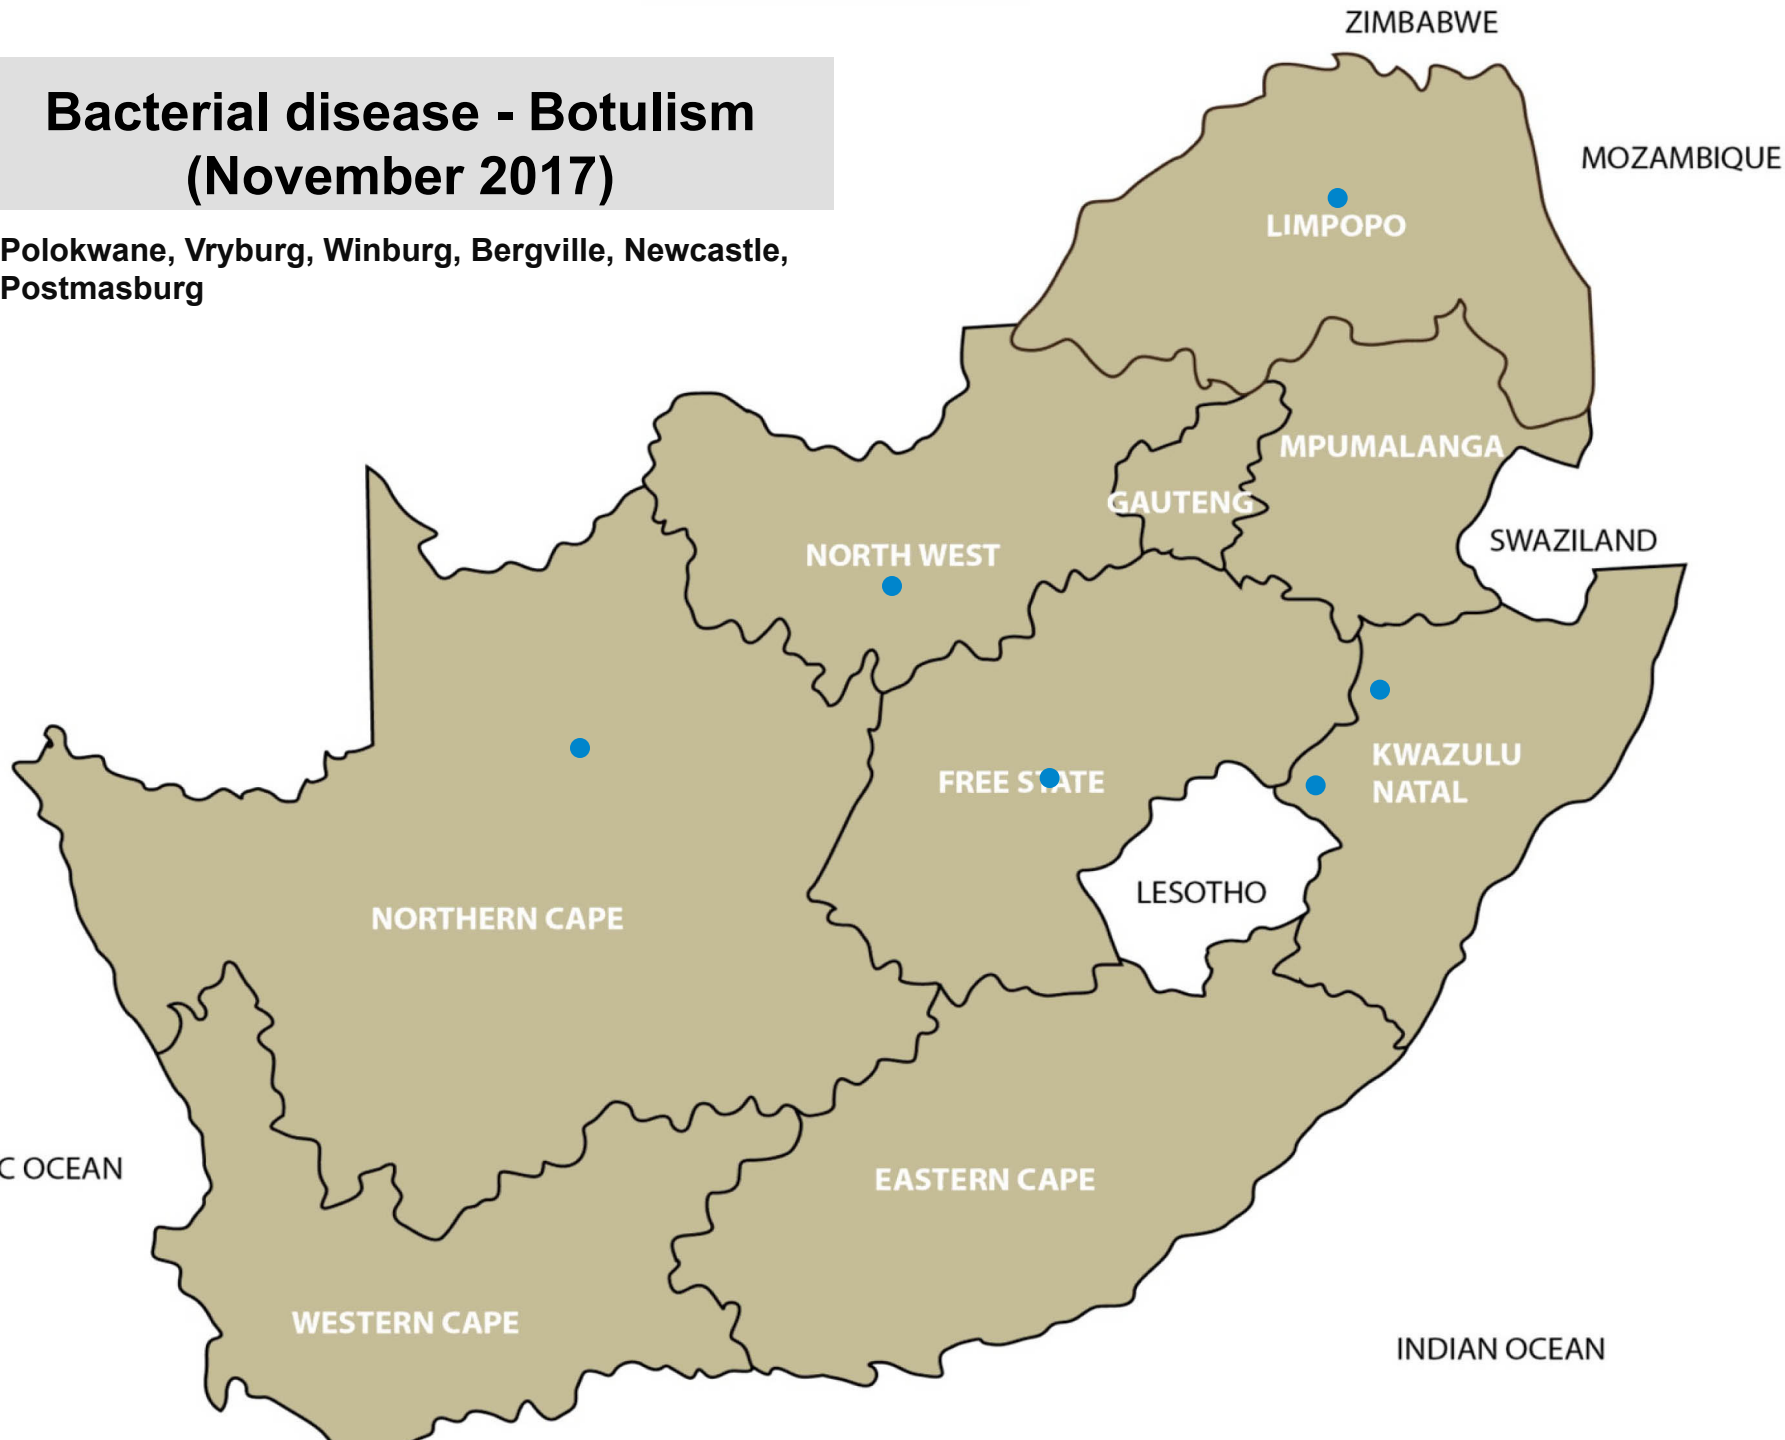 ZIMBABWE
Bacterial disease - Botulism
(November 2017)
MOZAMBIQUE
Polokwane, Vryburg, Winburg, Bergville, Newcastle,
Postmasburg
LIMPOPO
MPUMALANGA
GAUTENG
SWAZILAND
NORTH WEST
KWAZULU
NATAL
FREE STATE
LESOTHO
NORTHERN CAPE
C OCEAN
EASTERN CAPE
WESTERN CAPE
INDIAN OCEAN